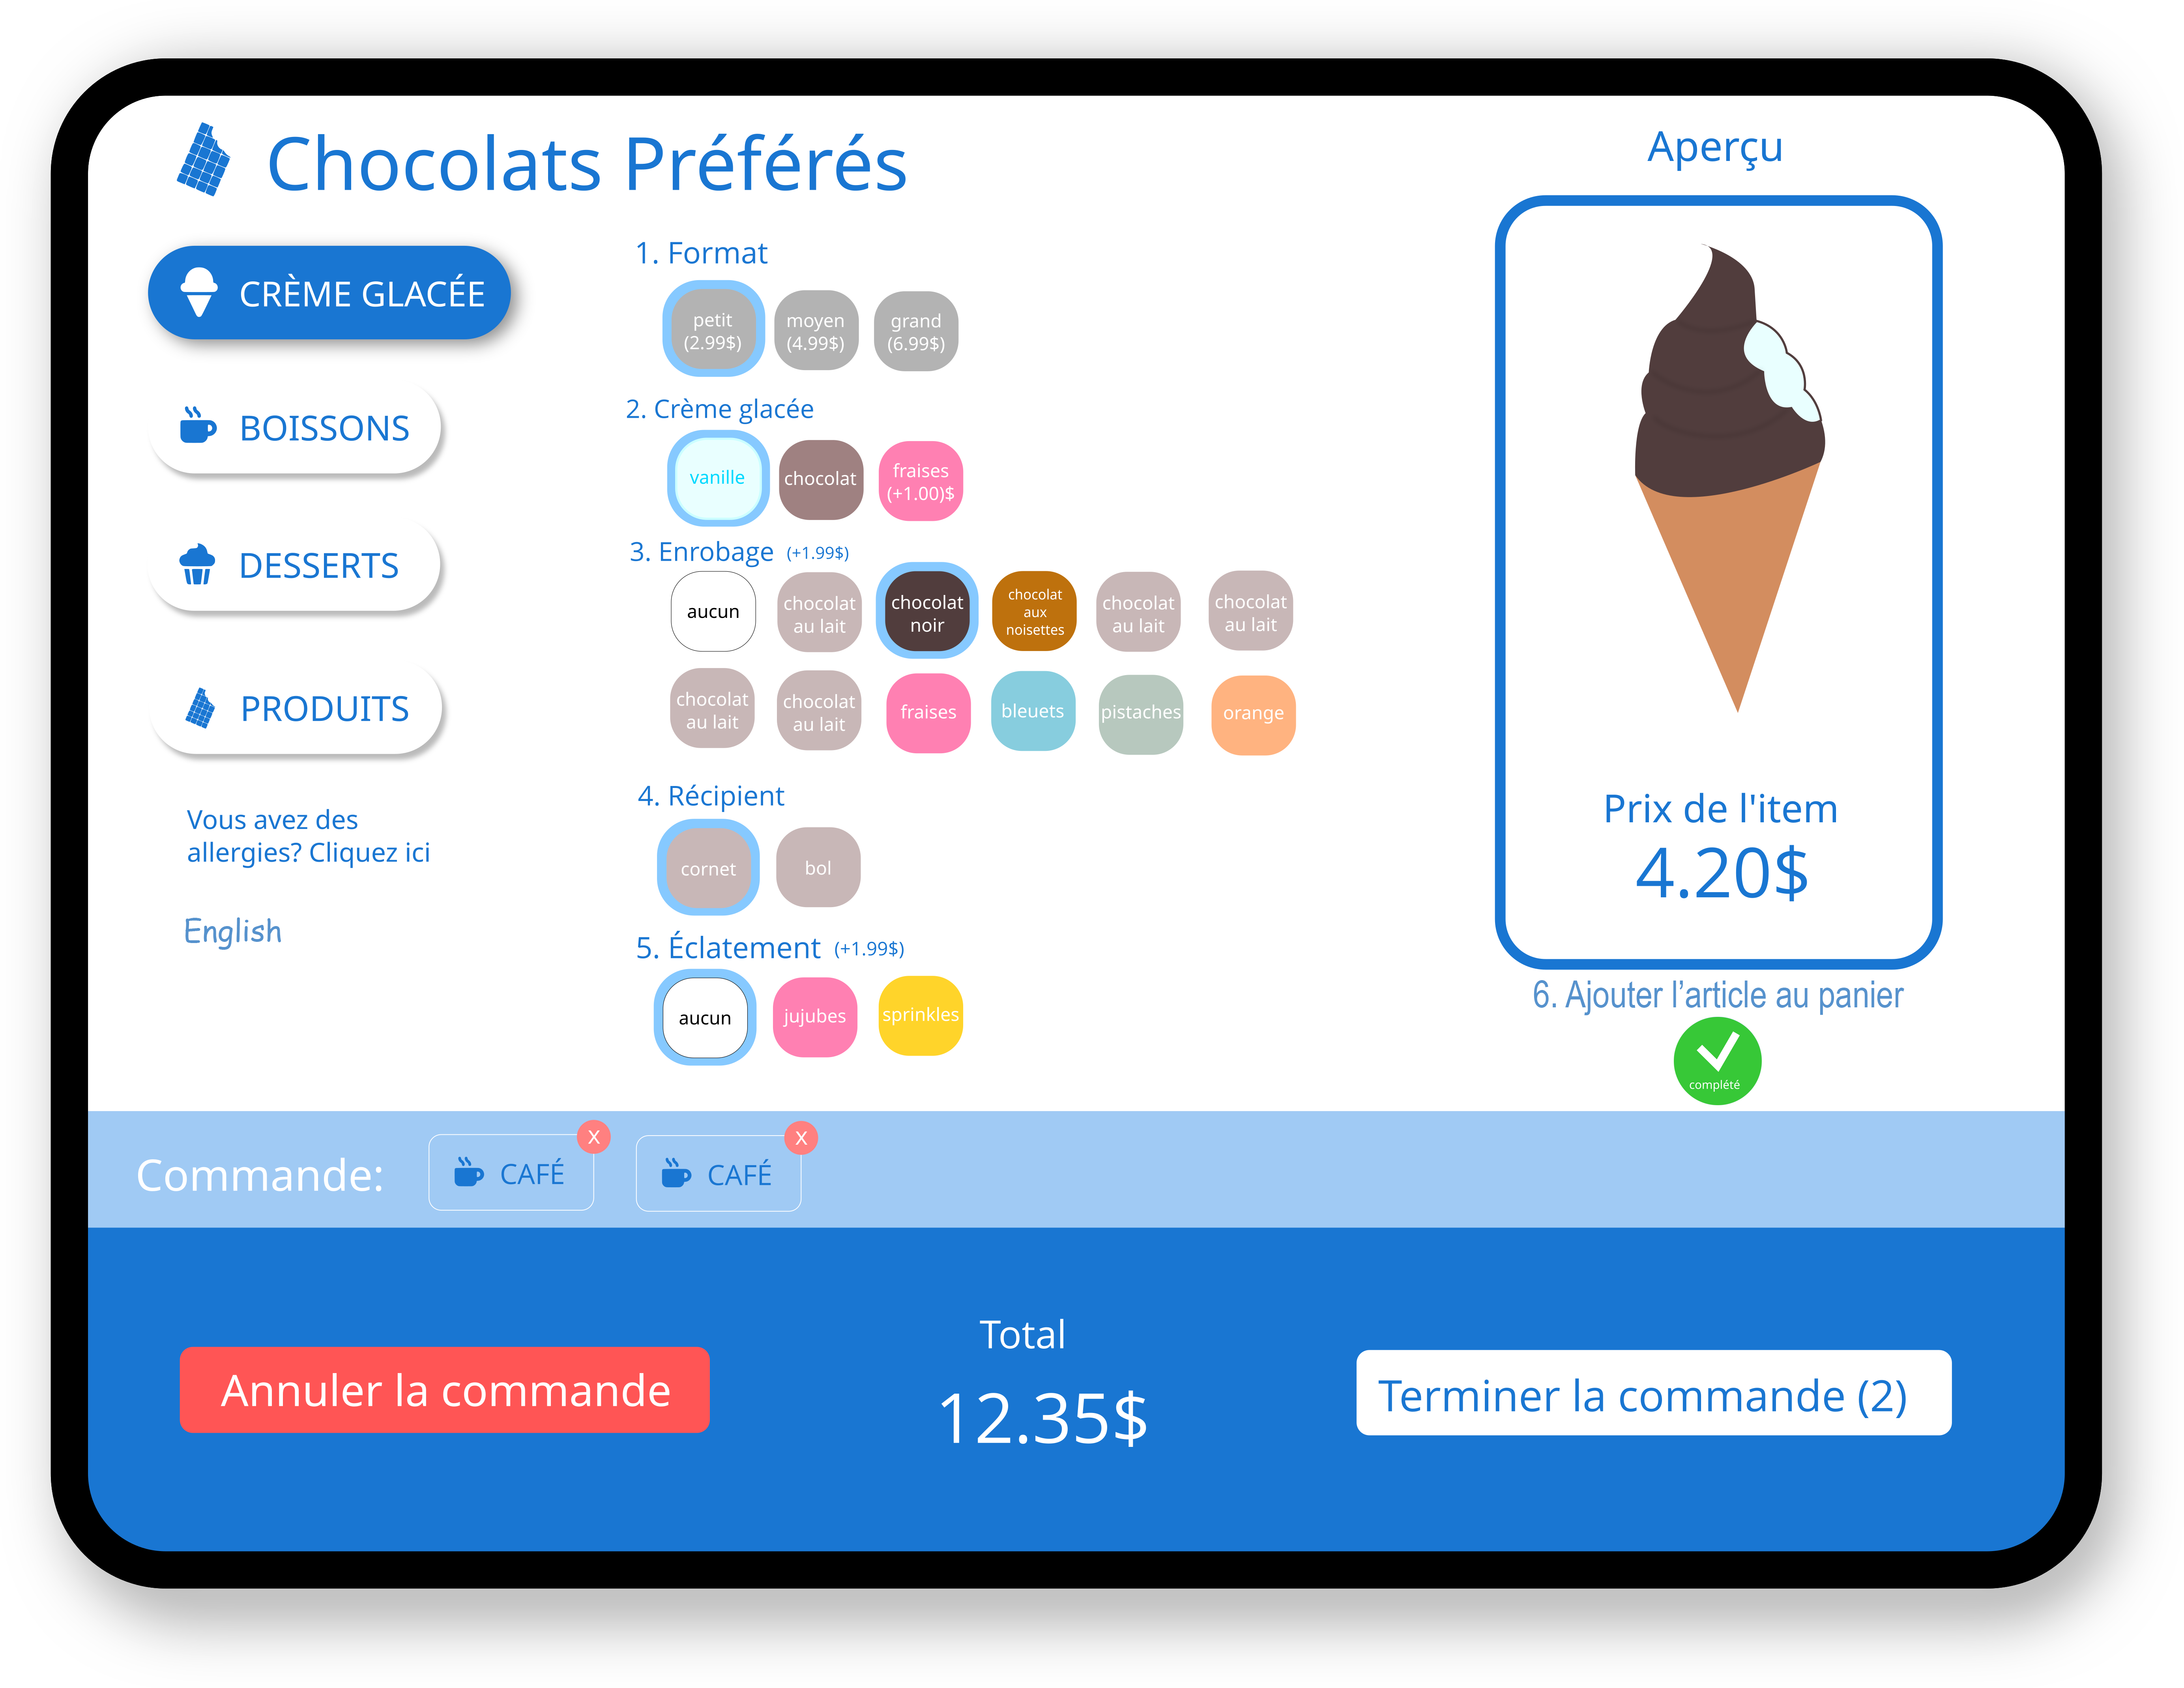 Chocolats Préférés
CRÈME GLACÉE
BOISSONS
DESSERTS
PRODUITS
Vous avez des
allergies? Cliquez ici
English
1. Format
petit
(2.99$)
moyen
(4.99$)
grand
(6.99$)
2. Crème glacée
vanille
chocolat
fraises
(+1.00)$
3. Enrobage (+1.99$)
aucun
chocolat
au lait
chocolat
noir
chocolat
aux
noisettes
chocolat
au lait
chocolat
au lait
chocolat
au lait
chocolat
au lait
fraises
bleuets
pistaches
orange
4. Récipient
cornet
bol
5. Éclatement (+1.99$)
aucun
jujubes
sprinkles
Aperçu
Prix de l'item
4.20$
6. Ajouter l’article au panier
complété
Commande:
CAFÉ
X
CAFÉ
X
Annuler la commande
Total
12.35$
Terminer la commande (2)